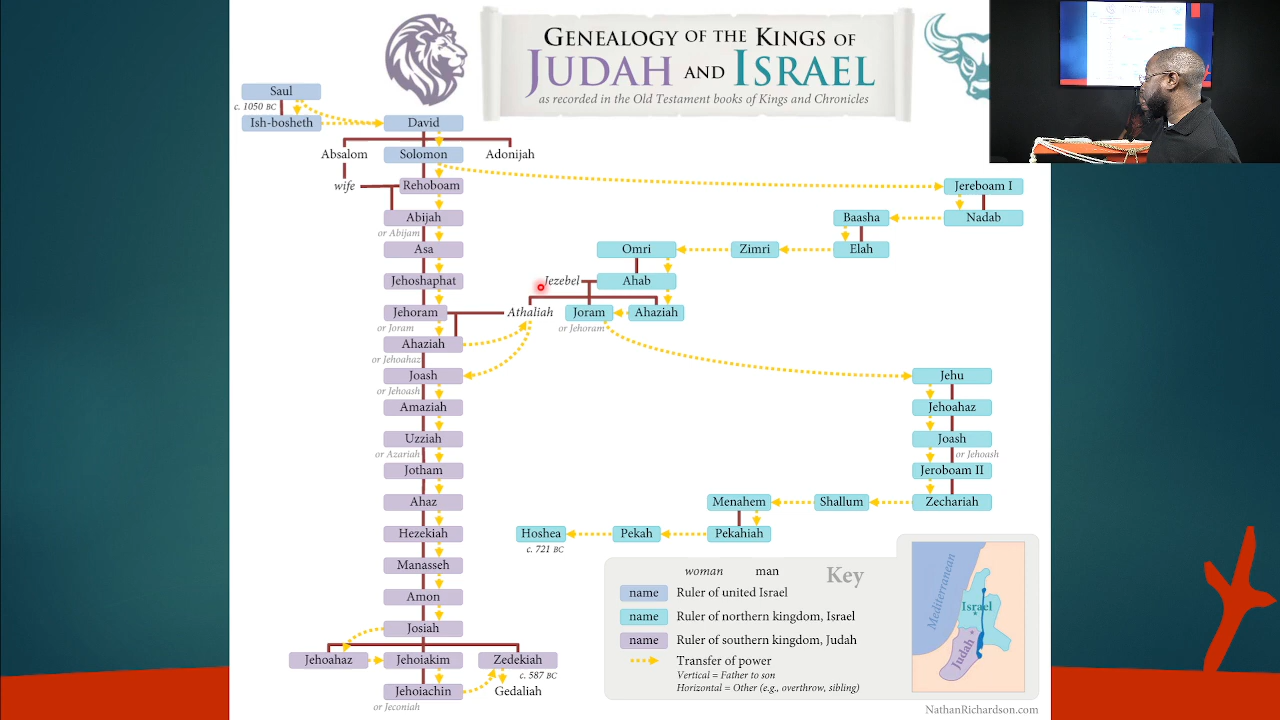 GENEALOGY OF THE KINGS OF
JUDAH AND ISRAEL
as recorded in the Old Testament books of Kings and Chronicles
Saul
c. 1050 BC
Ish-bosheth
David
Absalom
Solomon
Adonijah
wife
Rehoboam
Jereboam I
Abijah
or Abijam
Baasha
Nadab
Asa
Omri
Zimri
Elah
Jehoshaphat
Jezebel
Ahab
Jehoram
or Joram
Athaliah
Joram
or Jehoram
Ahaziah
Ahaziah
or Jehoahaz
Joash
or Jehoash
Jehu
Amaziah
Jehoahaz
Uzziah
or Azariah
Joash
or Jehoash
Jotham
Jeroboam II
Ahaz
Menahem
Shallum
Zechariah
Hezekiah
Hoshea
c. 721 BC
Pekah
Pekahiah
Manasseh
Amon
Josiah
Jehoahaz
Jehoiakim
Zedekiah
c. 587 BC
Jehoiachin
or Jeconiah
Gedaliah
woman man Key
name Ruler of united Israel
name Ruler of northern kingdom, Israel
name Ruler of southern kingdom, Judah
Transfer of power
Vertical = Father to son
Horizontal = Other (e.g., overthrow, sibling)
Mediterranean
Israel
Judah
NathanRichardson.com